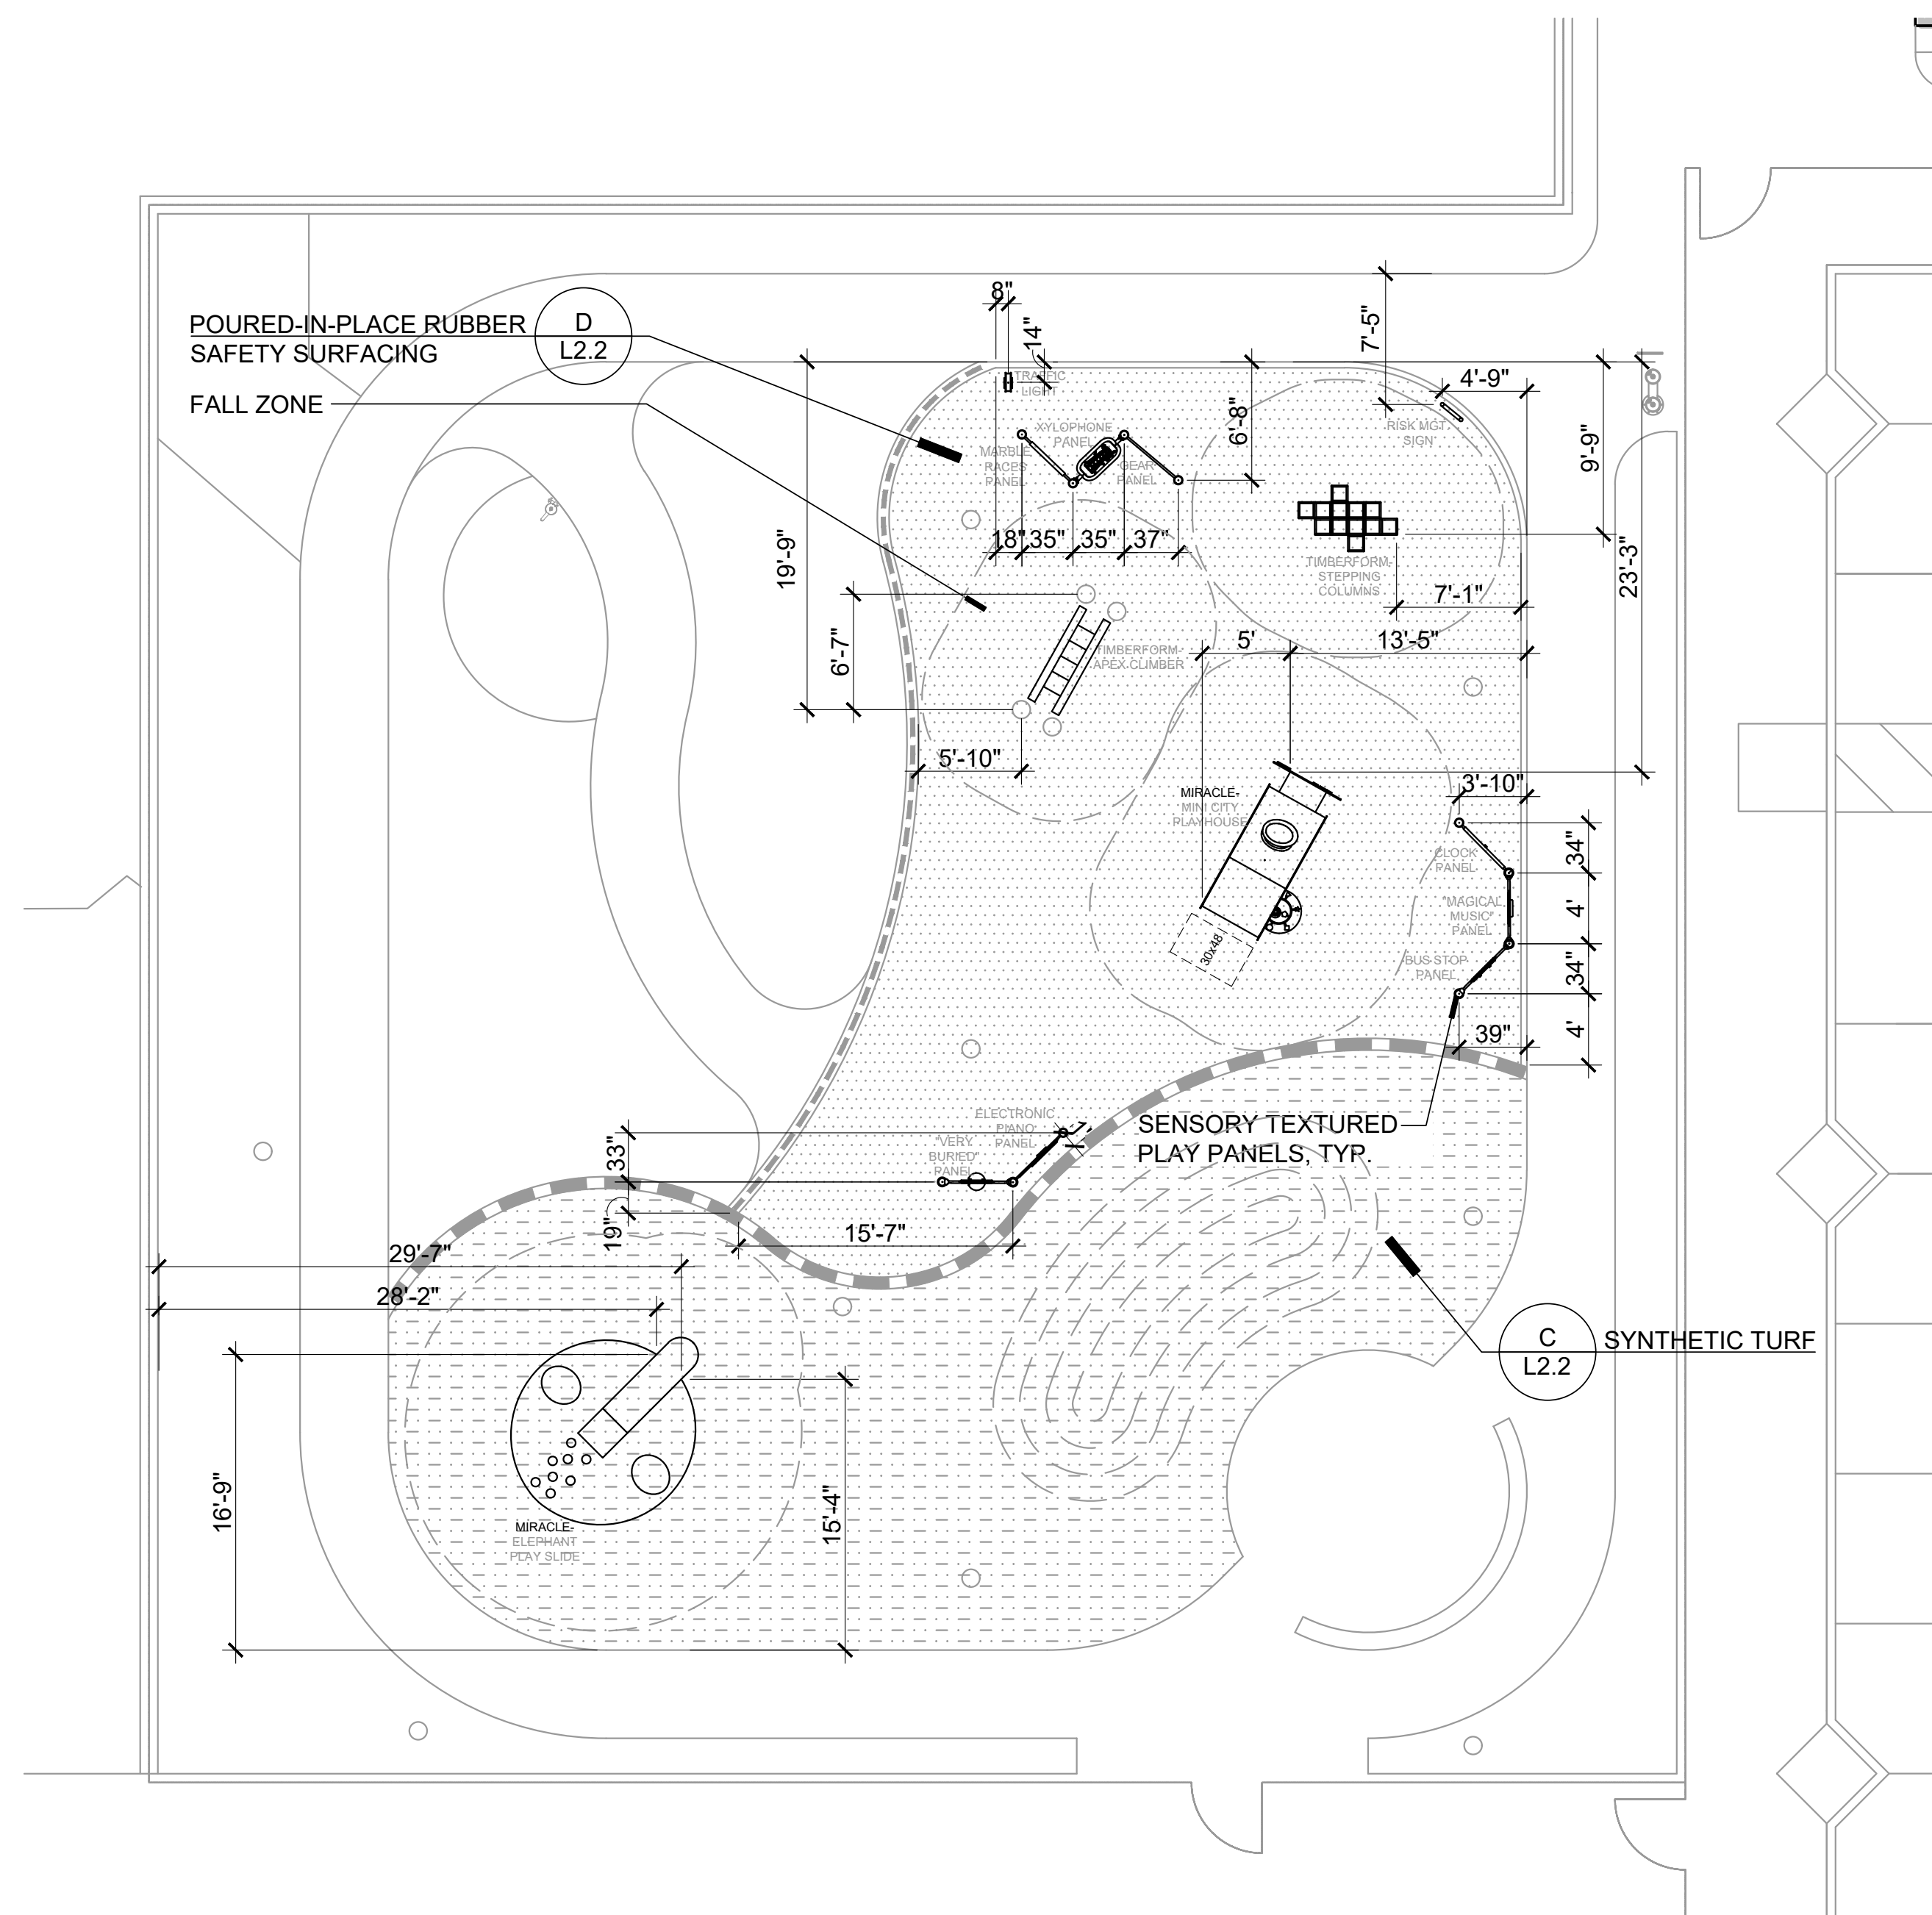 8"
14"
7'-5"
POURED-IN-PLACE RUBBER
SAFETY SURFACING
D
L2.2
TRAFFIC
LIGHT
4'-9"
FALL ZONE
6'-8"
9'-9"
RISK MGT.
SIGN
XYLOPHONE
PANEL
MARBLE
RACES
PANEL
GEAR
PANEL
19'-9"
18"
35"
35"
37"
23'-3"
TIMBERFORM-
STEPPING
COLUMNS
7'-1"
6'-7"
TIMBERFORM-
APEX CLIMBER
5'
13'-5"
5'-10"
3'-10"
MIRACLE-
MINI CITY
PLAYHOUSE
CLOCK
PANEL
34"
"MAGICAL
MUSIC"
PANEL
4'
30x48
BUS STOP
PANEL
34"
39"
4'
ELECTRONIC
PIANO
PANEL
1'
"VERY
BURIED"
PANEL
SENSORY TEXTURED
PLAY PANELS, TYP.
33"
19"
15'-7"
29'-7"
28'-2"
C
L2.2
SYNTHETIC TURF
16'-9"
15'-4"
MIRACLE-
ELEPHANT
PLAY SLIDE